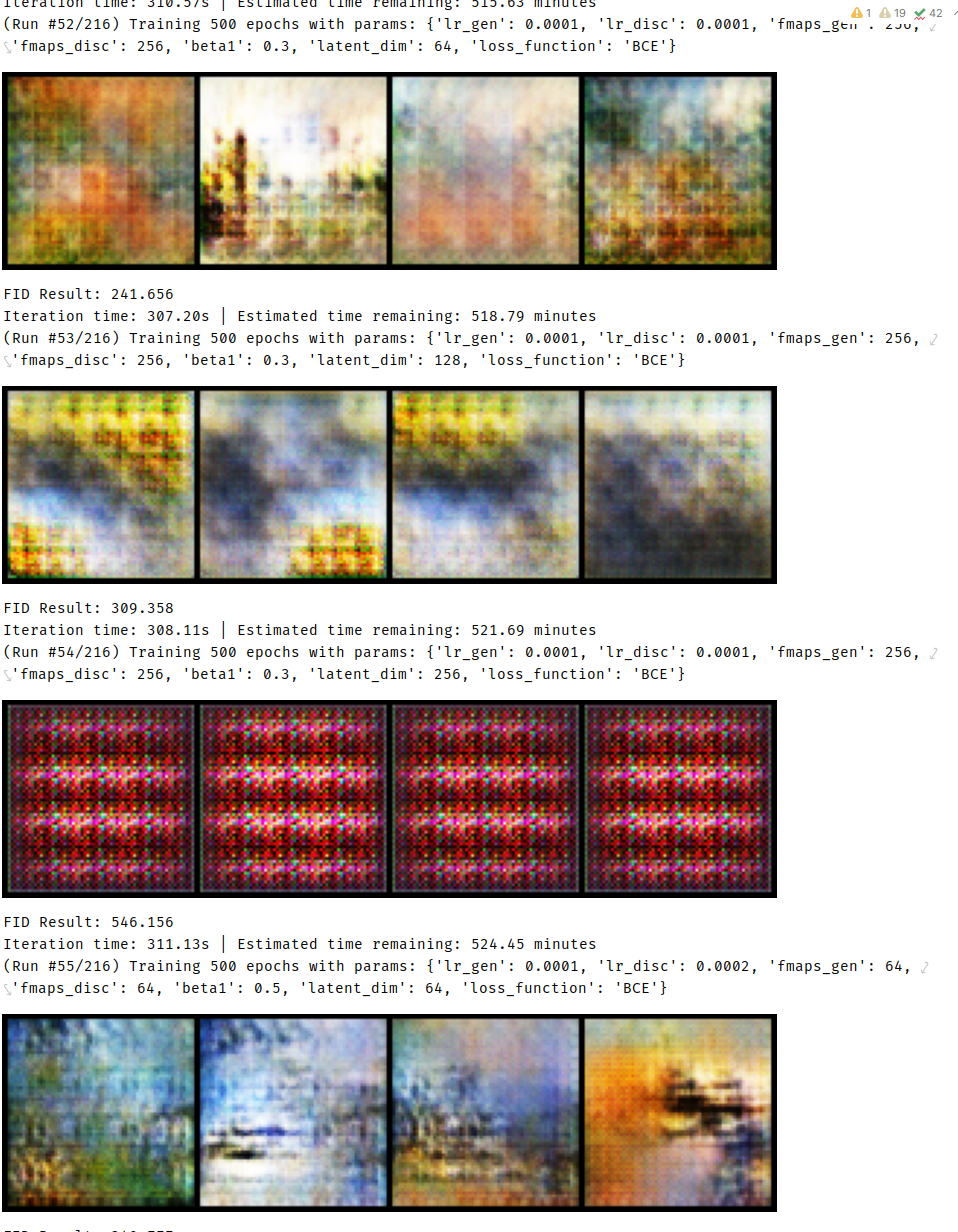 Iteration time: 310.57s | Estimated time remaining: 515.63 minutes
1 19 42
(Run #52/216) Training 500 epochs with params: {'lr_gen': 0.0001, 'lr_disc': 0.0001, 'fmaps_gen': 256,
'fmaps_disc': 256, 'beta1': 0.3, 'latent_dim': 64, 'loss_function': 'BCE'}
FID Result: 241.656
Iteration time: 307.20s | Estimated time remaining: 518.79 minutes
(Run #53/216) Training 500 epochs with params: {'lr_gen': 0.0001, 'lr_disc': 0.0001, 'fmaps_gen': 256,
'fmaps_disc': 256, 'beta1': 0.3, 'latent_dim': 128, 'loss_function': 'BCE'}
FID Result: 309.358
Iteration time: 308.11s | Estimated time remaining: 521.69 minutes
(Run #54/216) Training 500 epochs with params: {'lr_gen': 0.0001, 'lr_disc': 0.0001, 'fmaps_gen': 256,
'fmaps_disc': 256, 'beta1': 0.3, 'latent_dim': 256, 'loss_function': 'BCE'}
FID Result: 546.156
Iteration time: 311.13s | Estimated time remaining: 524.45 minutes
(Run #55/216) Training 500 epochs with params: {'lr_gen': 0.0001, 'lr_disc': 0.0002, 'fmaps_gen': 64,
'fmaps_disc': 64, 'beta1': 0.5, 'latent_dim': 64, 'loss_function': 'BCE'}